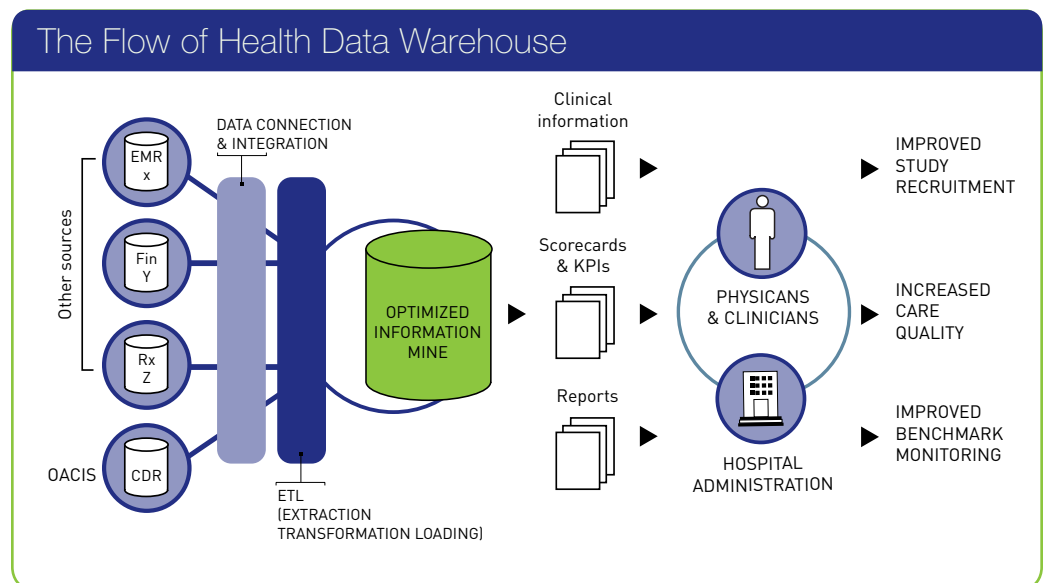 The Flow of Health Data Warehouse
DATA CONNECTION
& INTEGRATION
Other sources
EMR
x
Fin
Y
Rx
Z
OACIS
CDR
ETL
(EXTRACTION
TRANSFORMATION LOADING)
OPTIMIZED
INFORMATION
MINE
Clinical
information
Scorecards
& KPIs
Reports
PHYSICANS
& CLINICIANS
HOSPITAL
ADMINISTRATION
IMPROVED
STUDY
RECRUITMENT
INCREASED
CARE
QUALITY
IMPROVED
BENCHMARK
MONITORING